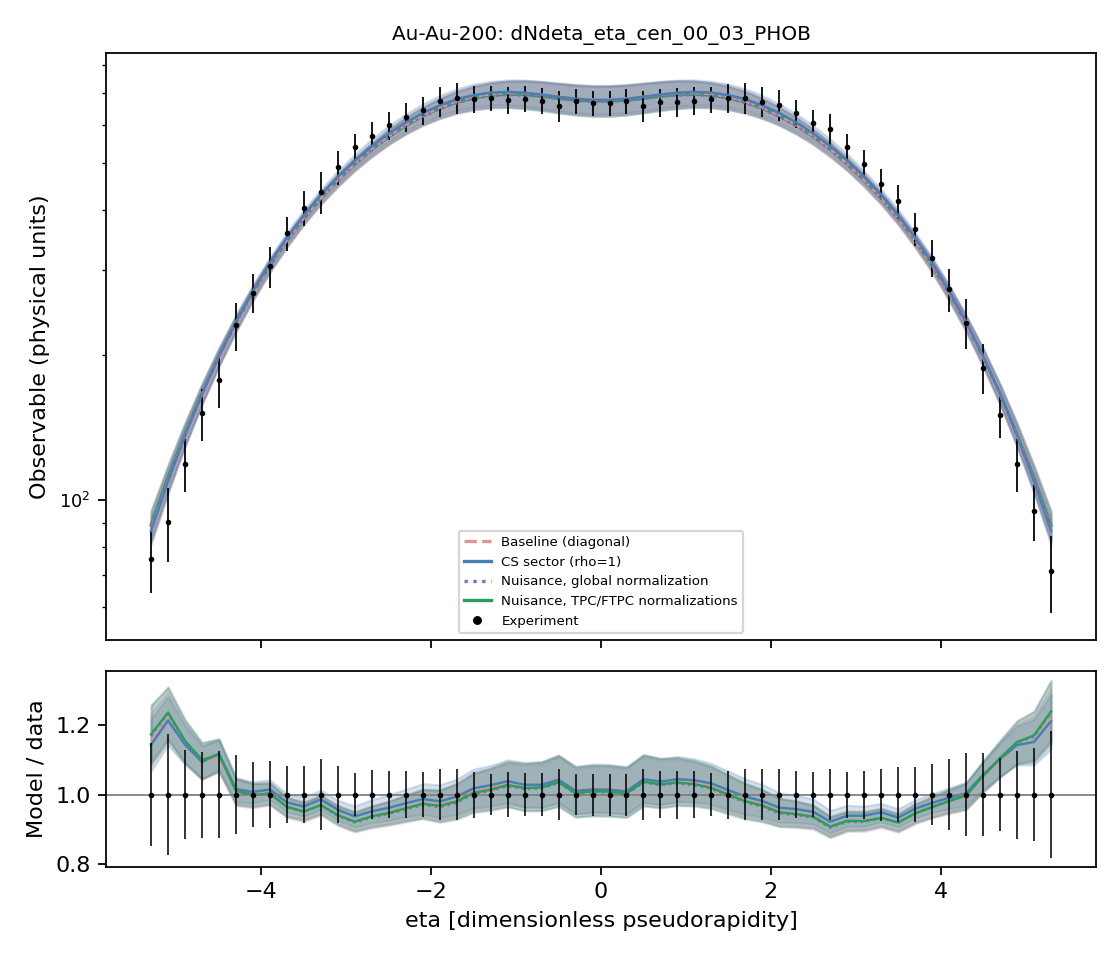 Au-Au-200: dNdeta_eta_cen_00_03_PHOB
Observable (physical units)
10²
Baseline (diagonal)
CS sector (rho=1)
Nuisance, global normalization
Nuisance, TPC/FTPC normalizations
Experiment
Model / data
1.2
1.0
0.8
−4
−2
0
2
4
eta [dimensionless pseudorapidity]